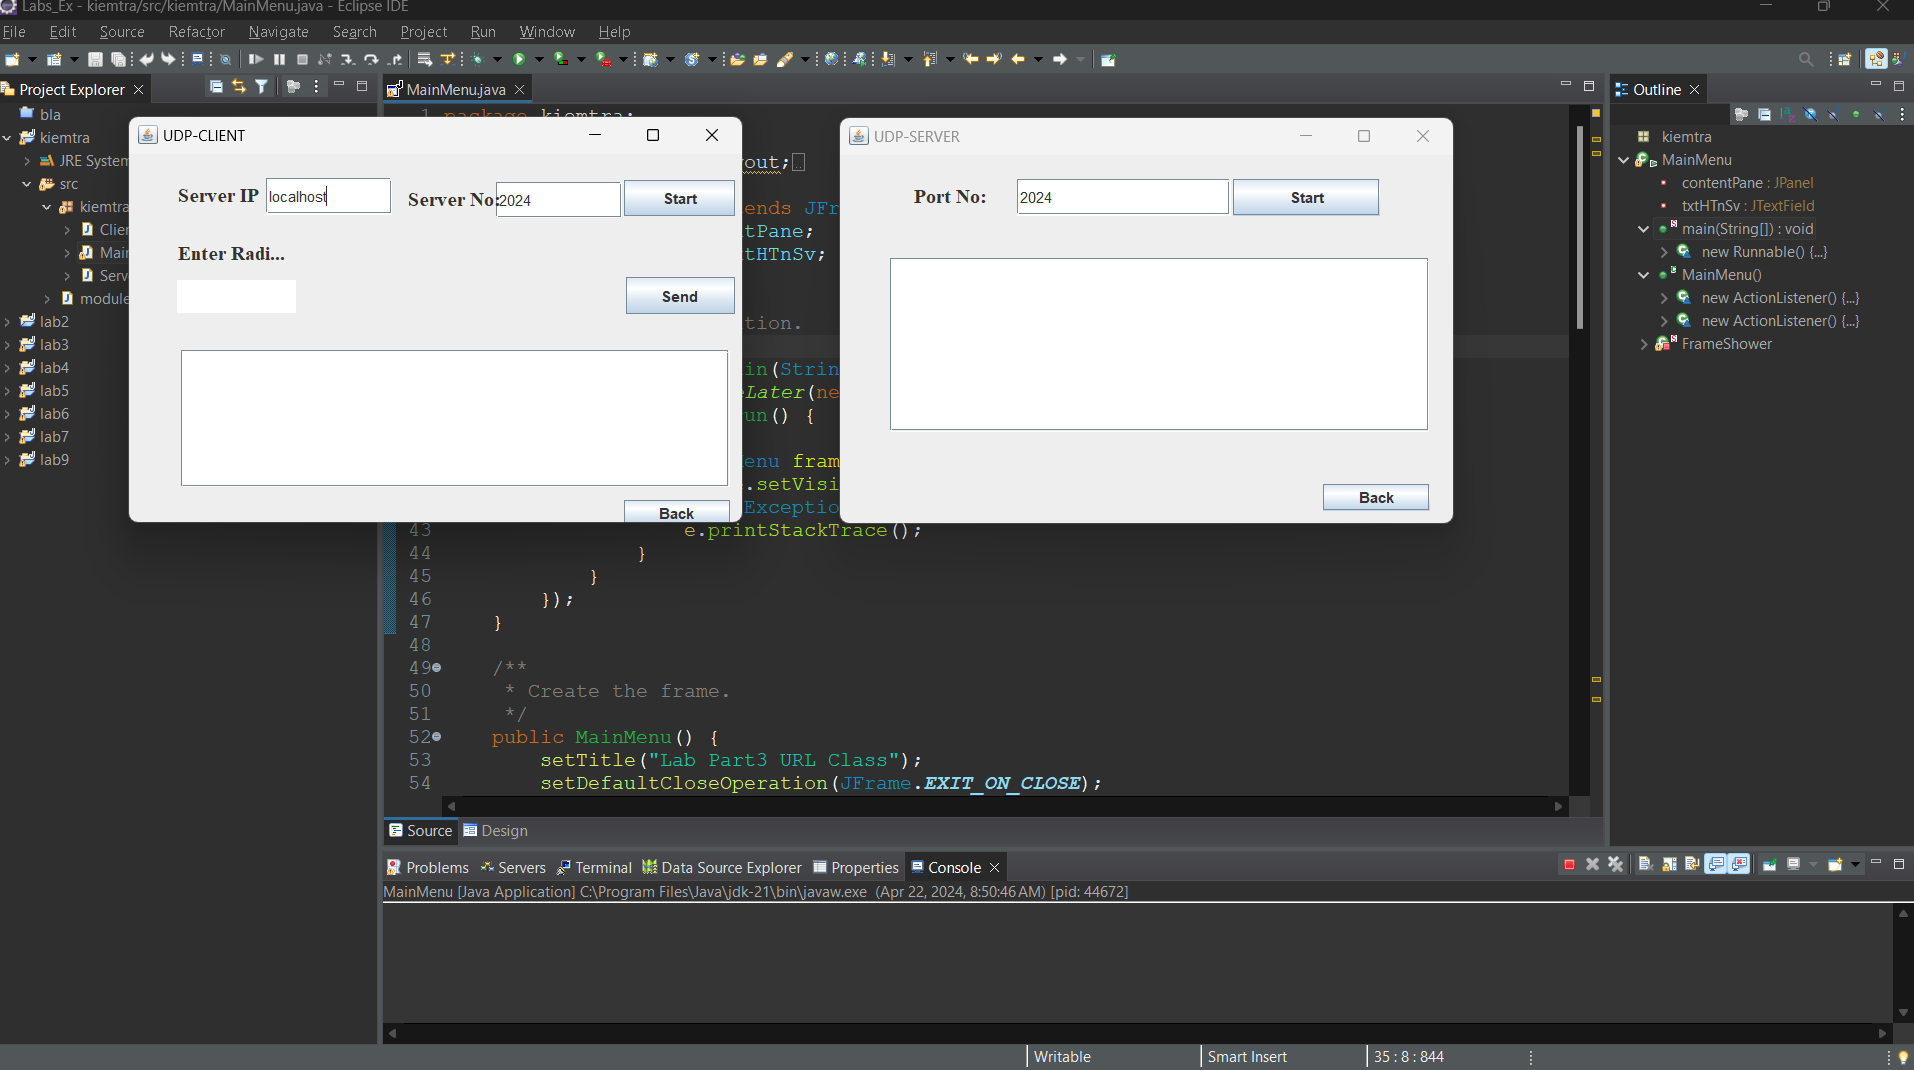 Labs_Ex - kiemtra/src/kiemtra/MainMenu.java - Eclipse IDE
File Edit Source Refactor Navigate Search Project Run Window Help
Project Explorer
bla
kiemtra
JRE System
src
kiemtra
Clier
Mair
Serv
module
lab2
lab3
lab4
lab5
lab6
lab7
lab9
MainMenu.java
1 package kiemtra;
out;
ends JFr
tPane;
tHTnSv;
tion.
in(Strin
Later(ne
un() {
enu fram
.setVisi
Exceptio
43 e.printStackTrace();
44 }
45 }
46 });
47 }
48
49 /**
50 * Create the frame.
51 */
52 public MainMenu() {
53 setTitle("Lab Part3 URL Class");
54 setDefaultCloseOperation(JFrame.EXIT_ON_CLOSE);
Source Design
UDP-CLIENT
Server IP localhost Server No: 2024 Start
Enter Radi...
Send
Back
UDP-SERVER
Port No: 2024 Start
Back
Outline
kiemtra
MainMenu
contentPane : JPanel
txtHTnSv : JTextField
main(String[]) : void
new Runnable() {...}
MainMenu()
new ActionListener() {...}
new ActionListener() {...}
FrameShower
Problems Servers Terminal Data Source Explorer Properties Console
MainMenu [Java Application] C:\Program Files\Java\jdk-21\bin\javaw.exe (Apr 22, 2024, 8:50:46 AM) [pid: 44672]
Writable Smart Insert 35 : 8 : 844